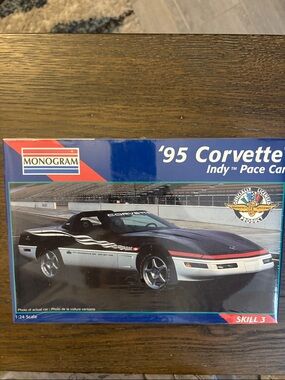 MONOGRAM
'95 Corvette
Indy™ Pace Car
CORVETTE
Photo of actual car / Photo de la voiture véritable
1:24 Scale
SKILL 3